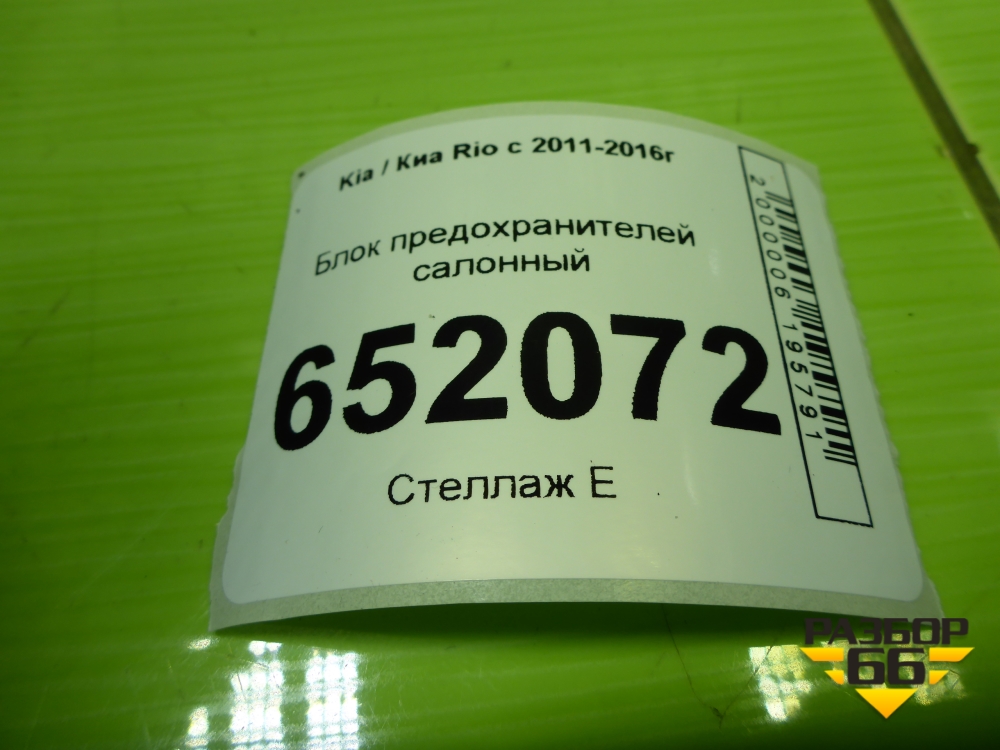 Kia / Киа Rio с 2011-2016г
Блок предохранителей
салонный
652072
Стеллаж Е
2000006195791
РАЗБОР
66